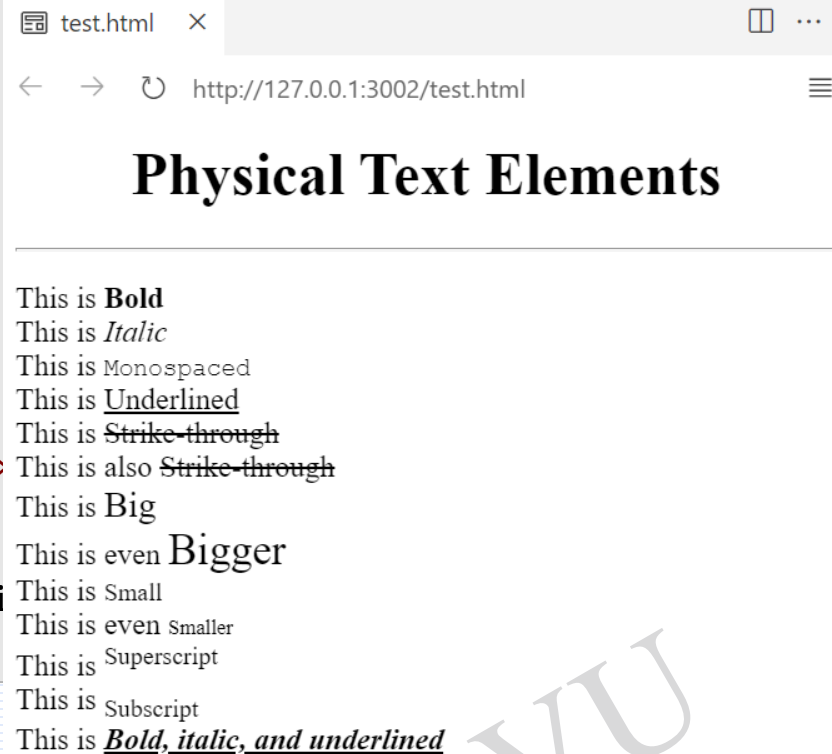 test.html
http://127.0.0.1:3002/test.html
Physical Text Elements
This is Bold
This is Italic
This is Monospaced
This is Underlined
This is Strike-through
This is also Strike-through
This is Big
This is even Bigger
This is Small
This is even Smaller
This is Superscript
This is Subscript
This is Bold, italic, and underlined
VU